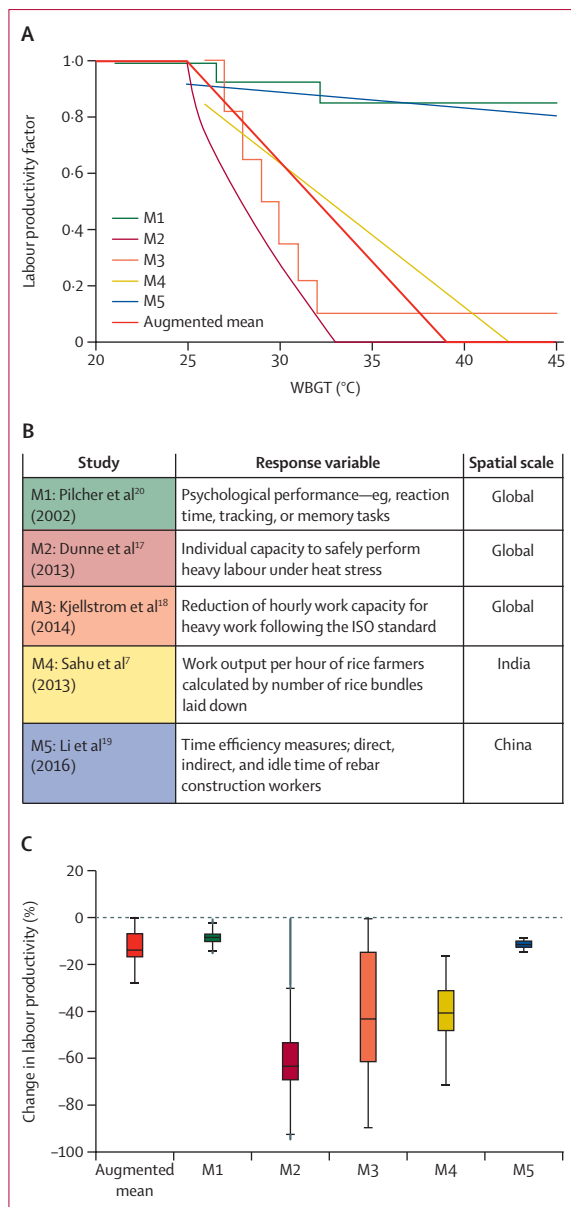 A
1·0
0·8
0·6
0·4
0·2
0
Labour productivity factor
M1
M2
M3
M4
M5
Augmented mean
20 25 30 35 40 45
WBGT (°C)
B
Study Response variable Spatial scale
M1: Pilcher et al20
(2002)
Psychological performance—eg, reaction
time, tracking, or memory tasks
Global
M2: Dunne et al17
(2013)
Individual capacity to safely perform
heavy labour under heat stress
Global
M3: Kjellstrom et al18
(2014)
Reduction of hourly work capacity for
heavy work following the ISO standard
Global
M4: Sahu et al7
(2013)
Work output per hour of rice farmers
calculated by number of rice bundles
laid down
India
M5: Li et al19
(2016)
Time efficiency measures; direct,
indirect, and idle time of rebar
construction workers
China
C
20
0
–20
–40
–60
–80
–100
Change in labour productivity (%)
Augmented
mean
M1 M2 M3 M4 M5